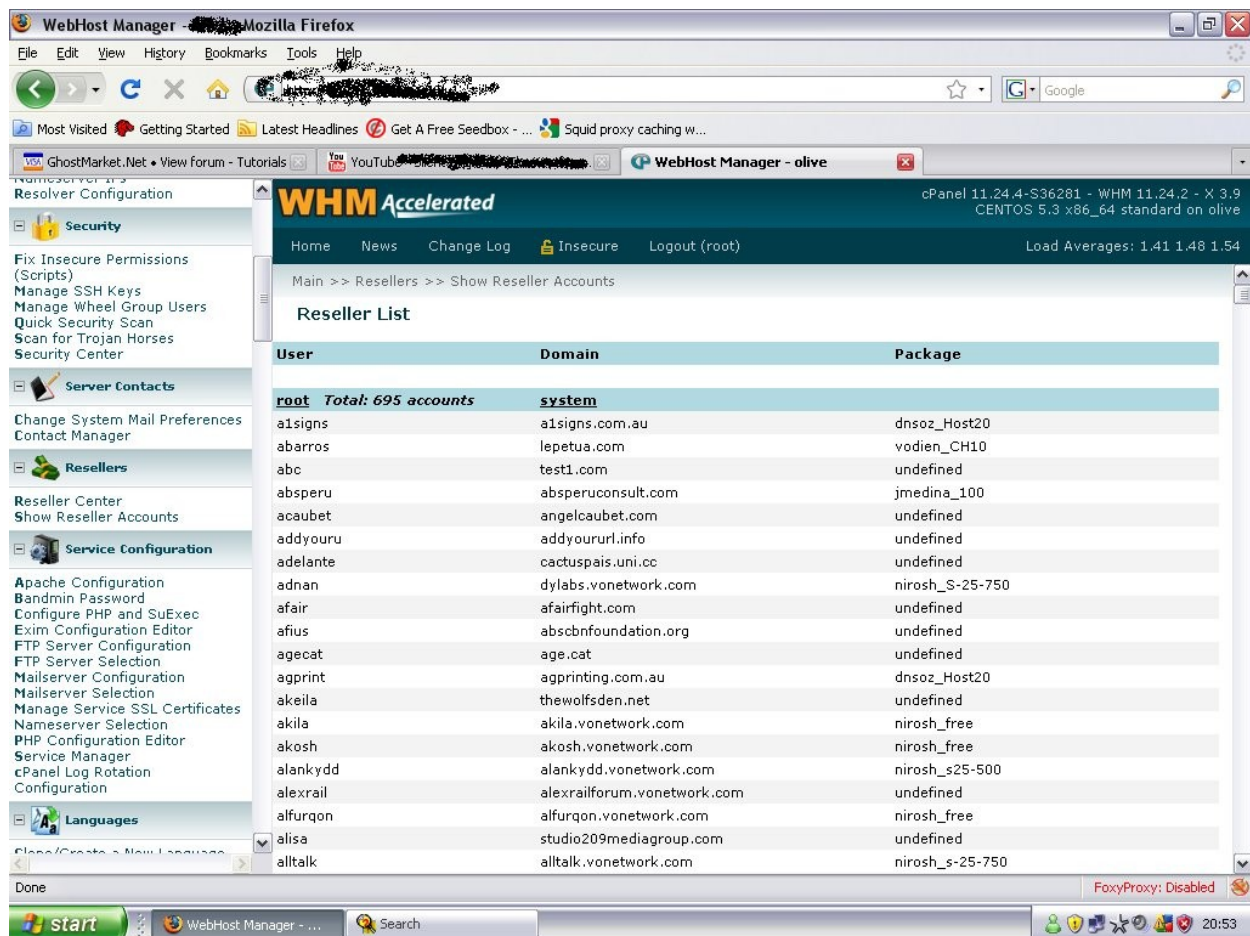 WebHost Manager - Mozilla Firefox
File Edit View History Bookmarks Tools Help
G Google
Most Visited Getting Started Latest Headlines Get A Free Seedbox - ... Squid proxy caching w...
VISA GhostMarket.Net • View forum - Tutorials You Tube YouTube WebHost Manager - olive
Resolver Configuration
Security
Fix Insecure Permissions
(Scripts)
Manage SSH Keys
Manage Wheel Group Users
Quick Security Scan
Scan for Trojan Horses
Security Center
Server Contacts
Change System Mail Preferences
Contact Manager
Resellers
Reseller Center
Show Reseller Accounts
Service Configuration
Apache Configuration
Bandmin Password
Configure PHP and SuExec
Exim Configuration Editor
FTP Server Configuration
FTP Server Selection
Mailserver Configuration
Mailserver Selection
Manage Service SSL Certificates
Nameserver Selection
PHP Configuration Editor
Service Manager
cPanel Log Rotation
Configuration
Languages
WHM Accelerated
cPanel 11.24.4-S36281 - WHM 11.24.2 - X 3.9
CENTOS 5.3 x86_64 standard on olive
Home News Change Log Insecure Logout (root) Load Averages: 1.41 1.48 1.54
Main >> Resellers >> Show Reseller Accounts
Reseller List
User Domain Package
root Total: 695 accounts system
a1signs a1signs.com.au dnsoz_Host20
abarros lepetua.com vodien_CH10
abc test1.com undefined
absperu absperuconsult.com jmedina_100
acaubet angelcaubet.com undefined
addyouru addyoururl.info undefined
adelante cactuspais.uni.cc undefined
adnan dylabs.vonetwork.com nirosh_S-25-750
afair afairfight.com undefined
afius abscbnfoundation.org undefined
agecat age.cat undefined
agprint agprinting.com.au dnsoz_Host20
akeila thewolfsden.net undefined
akila akila.vonetwork.com nirosh_free
akosh akosh.vonetwork.com nirosh_free
alankydd alankydd.vonetwork.com nirosh_s25-500
alexrail alexrailforum.vonetwork.com undefined
alfurqon alfurqon.vonetwork.com nirosh_free
alisa studio209mediagroup.com undefined
alltalk alltalk.vonetwork.com nirosh_s-25-750
Done FoxyProxy: Disabled
start WebHost Manager - ... Search 20:53